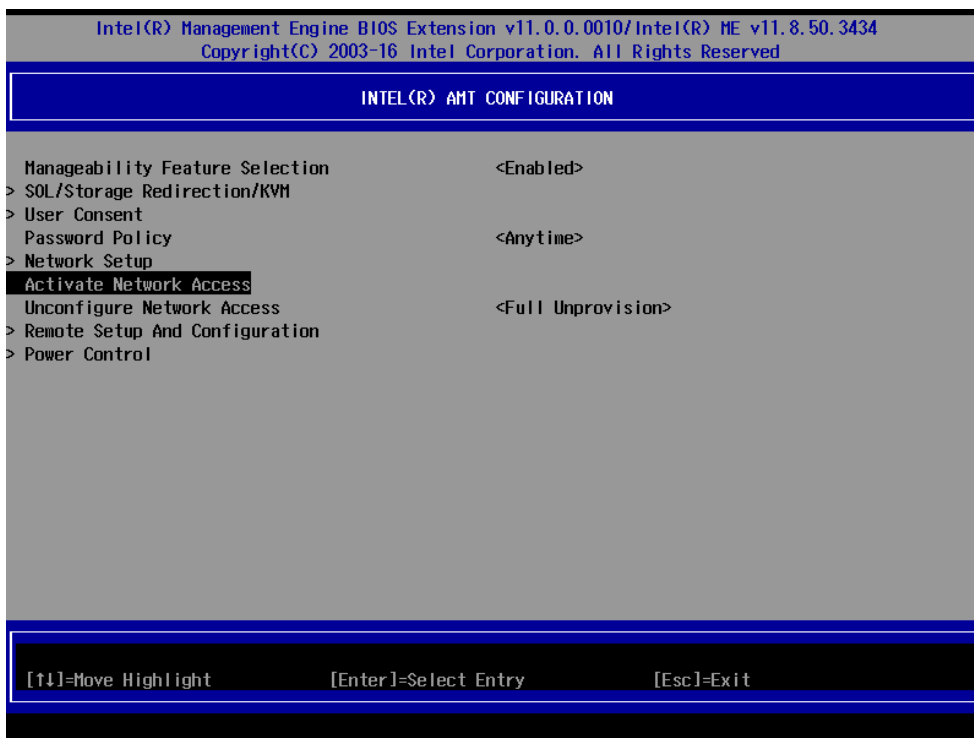 Intel(R) Management Engine BIOS Extension v11.0.0.0010/Intel(R) ME v11.8.50.3434
Copyright(C) 2003-16 Intel Corporation. All Rights Reserved
INTEL(R) AMT CONFIGURATION
Manageability Feature Selection <Enabled>
> SOL/Storage Redirection/KVM
> User Consent
Password Policy <Anytime>
> Network Setup
Activate Network Access
Unconfigure Network Access <Full Unprovision>
> Remote Setup And Configuration
> Power Control
[↑↓]=Move Highlight [Enter]=Select Entry [Esc]=Exit